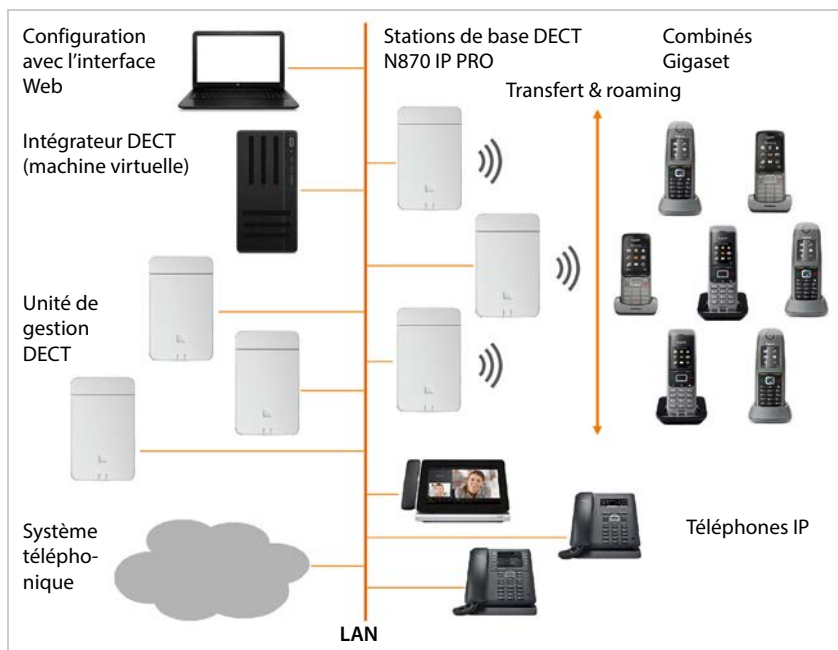 Configuration
avec l'interface
Web
Stations de base DECT
N870 IP PRO
Combinés
Gigaset
Transfert & roaming
Intégrateur DECT
(machine virtuelle)
Unité de
gestion
DECT
Système
télépho-
nique
Téléphones IP
LAN